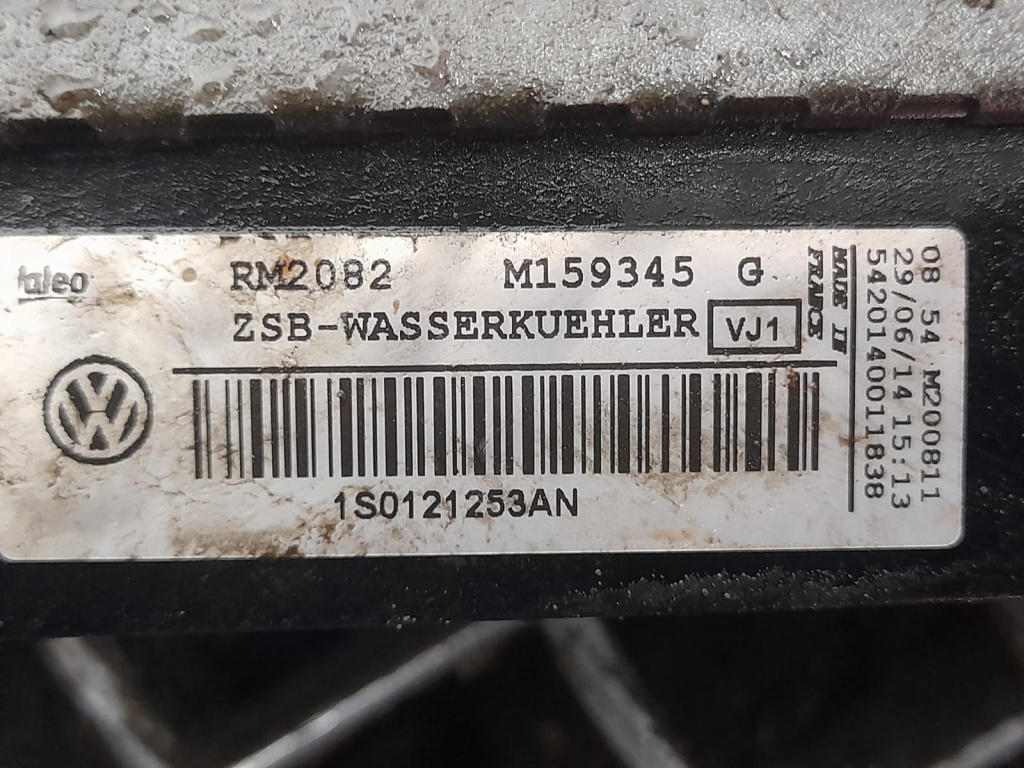 Valeo
RM2082 M159345 G
ZSB-WASSERKUEHLER VJ1
1S0121253AN
MADE IN
FRANCE
08 54 M200811
29/06/14 15:13
5420140011838